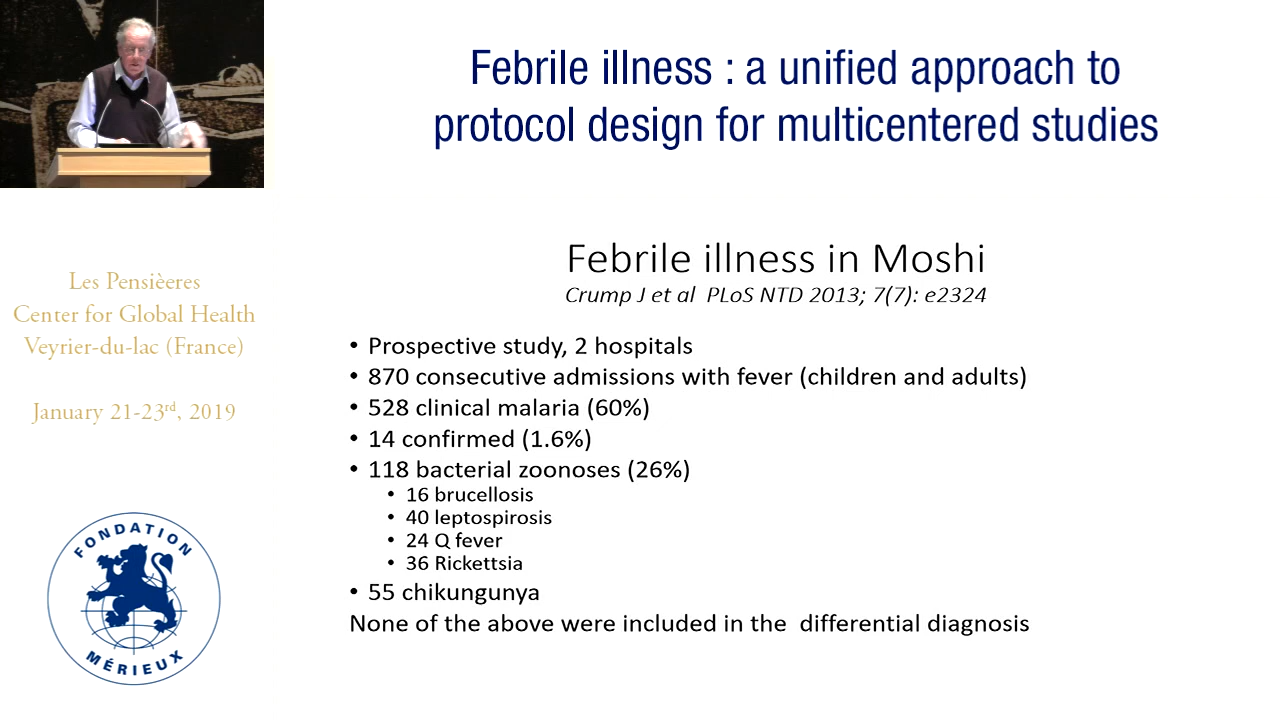 Febrile illness : a unified approach to
protocol design for multicentered studies
Les Pensièeres
Center for Global Health
Veyrier-du-lac (France)
January 21-23rd, 2019
FONDATION
MÉRIEUX
Febrile illness in Moshi
Crump J et al PLoS NTD 2013; 7(7): e2324
• Prospective study, 2 hospitals
• 870 consecutive admissions with fever (children and adults)
• 528 clinical malaria (60%)
• 14 confirmed (1.6%)
• 118 bacterial zoonoses (26%)
• 16 brucellosis
• 40 leptospirosis
• 24 Q fever
• 36 Rickettsia
• 55 chikungunya
None of the above were included in the differential diagnosis